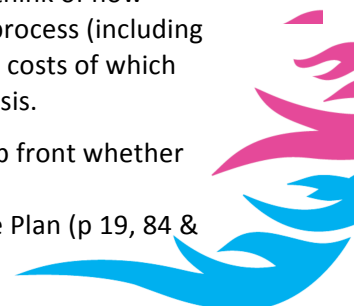 process (including
costs of which
sis.
front whether
Plan (p 19, 84 &